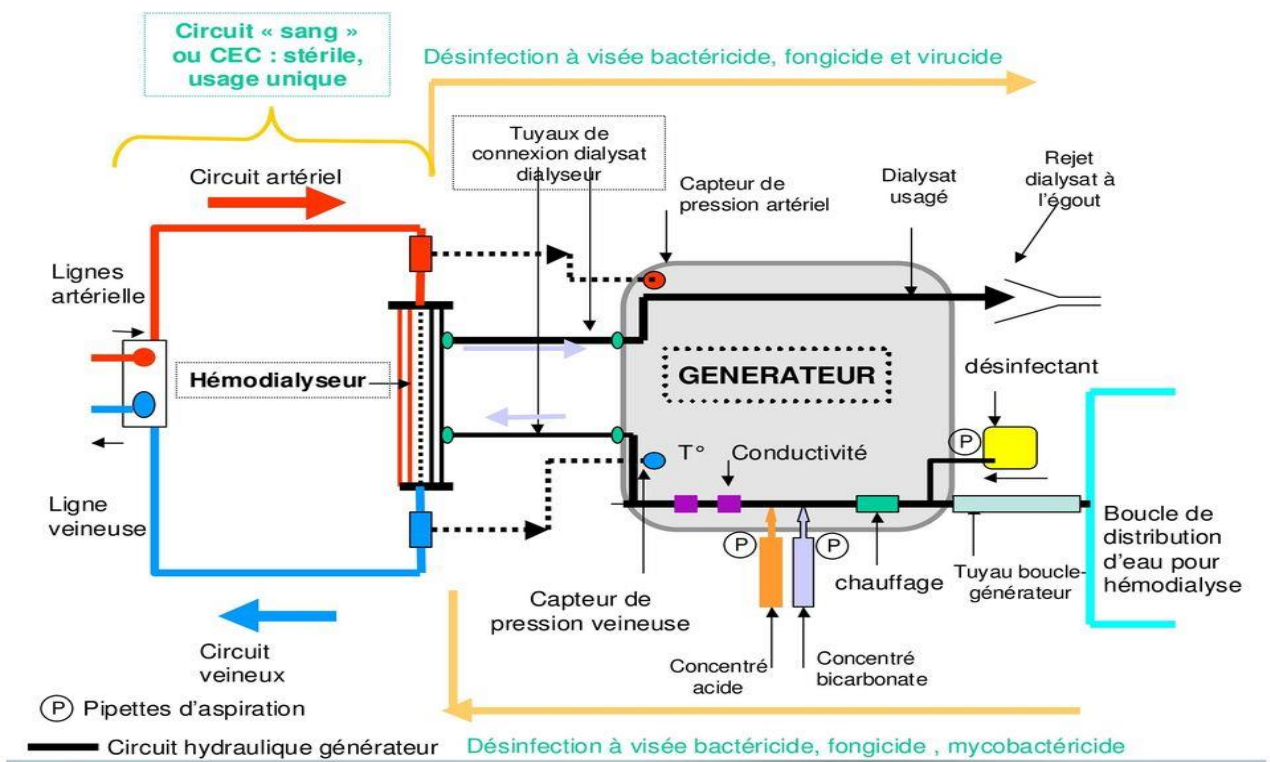 Circuit « sang »
ou CEC : stérile,
usage unique
Désinfection à visée bactéricide, fongicide et virucide
Tuyaux de
connexion dialysat
dialyseur
Circuit artériel
Capteur de
pression artériel
Dialysat
usagé
Rejet
dialysat à
l'égout
Lignes
artérielle
Hémodialyseur
GENERATEUR
désinfectant
P
T°
Conductivité
Ligne
veineuse
P
P
chauffage
Tuyau boucle-
générateur
Boucle de
distribution
d'eau pour
hémodialyse
Capteur de
pression veineuse
Circuit
veineux
Concentré
acide
Concentré
bicarbonate
P Pipettes d'aspiration
Circuit hydraulique générateur
Désinfection à visée bactéricide, fongicide , mycobactéricide